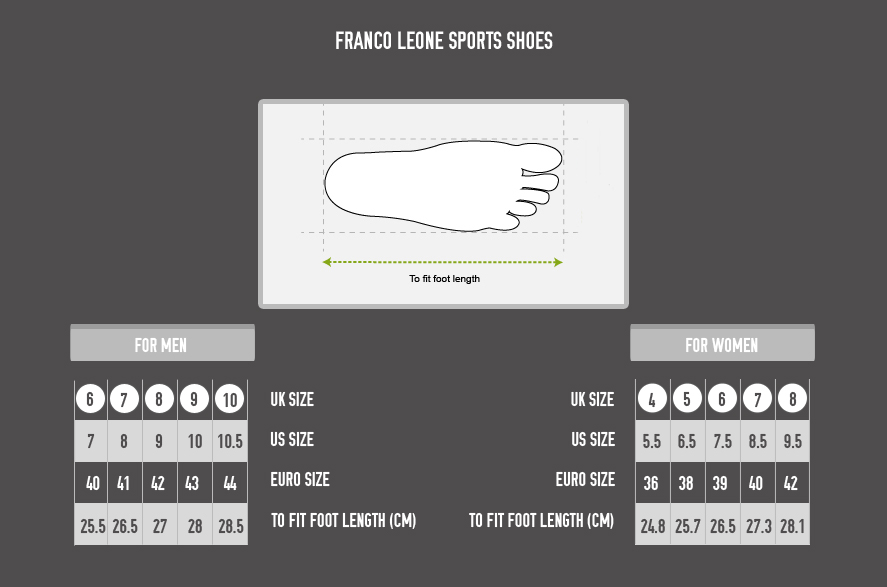 FRANCO LEONE SPORTS SHOES
To fit foot length
FOR MEN
6 7 8 9 10 UK SIZE
7 8 9 10 10.5 US SIZE
40 41 42 43 44 EURO SIZE
25.5 26.5 27 28 28.5 TO FIT FOOT LENGTH (CM)
FOR WOMEN
UK SIZE 4 5 6 7 8
US SIZE 5.5 6.5 7.5 8.5 9.5
EURO SIZE 36 38 39 40 42
TO FIT FOOT LENGTH (CM) 24.8 25.7 26.5 27.3 28.1